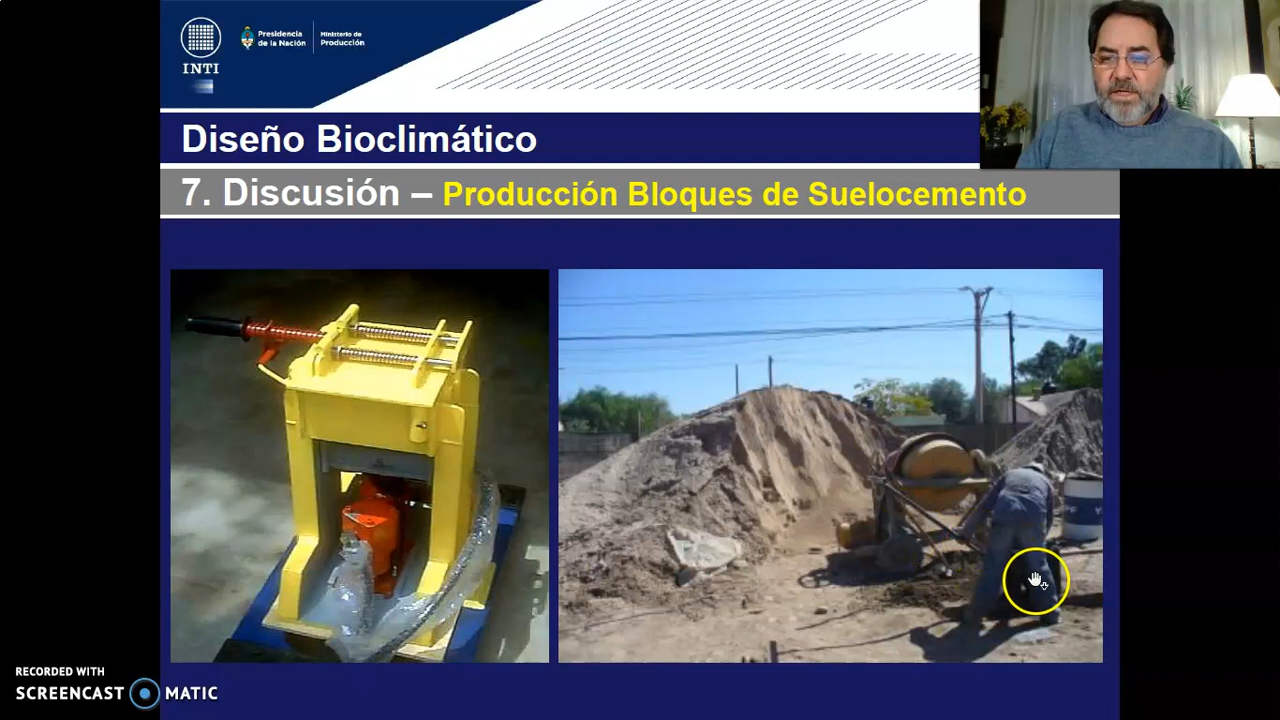 INTI
Presidencia
de la Nación
Ministerio de
Producción
Diseño Bioclimático
7. Discusión – Producción Bloques de Suelocemento
RECORDED WITH
SCREENCAST MATIC